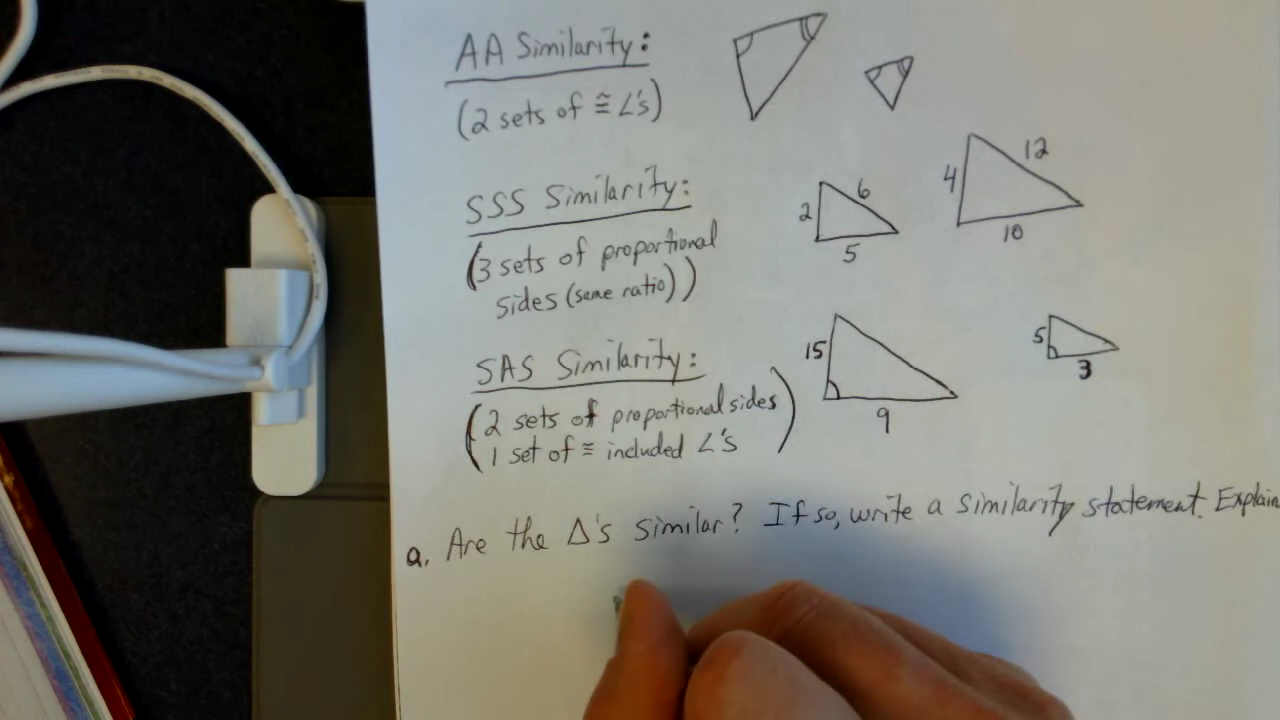 AA Similarity:
(2 sets of ≅ ∠'s)
SSS Similarity:
(3 sets of proportional
sides (same ratio))
2
6
5
4
12
10
SAS Similarity:
(2 sets of proportional sides
1 set of ≅ included ∠'s)
15
9
5
3
a. Are the Δ's similar? If so, write a similarity statement. Explain